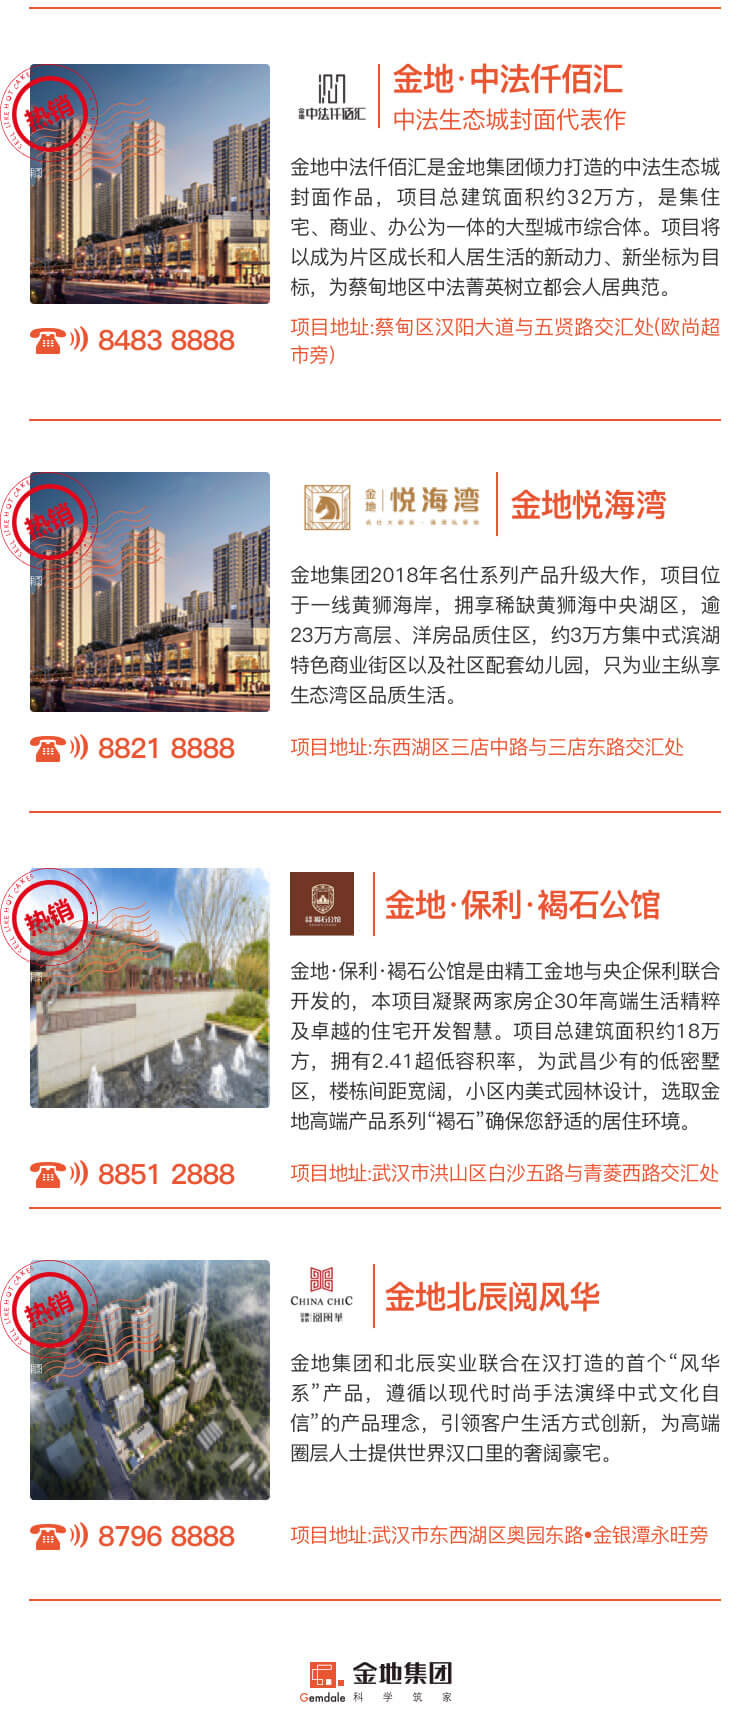 热销
SELL LIKE HOT CAKES
中法仟佰汇
金地·中法仟佰汇
中法生态城封面代表作
金地中法仟佰汇是金地集团倾力打造的中法生态城
封面作品，项目总建筑面积约32万方，是集住
宅、商业、办公为一体的大型城市综合体。项目将
以成为片区成长和人居生活的新动力、新坐标为目
标，为蔡甸地区中法菁英树立都会人居典范。
8483 8888
项目地址:蔡甸区汉阳大道与五贤路交汇处(欧尚超
市旁)
热销
SELL LIKE HOT CAKES
金地
悦海湾
金地悦海湾
金地集团2018年名仕系列产品升级大作，项目位
于一线黄狮海岸，拥享稀缺黄狮海中央湖区，逾
23万方高层、洋房品质住区，约3万方集中式滨湖
特色商业街区以及社区配套幼儿园，只为业主纵享
生态湾区品质生活。
8821 8888
项目地址:东西湖区三店中路与三店东路交汇处
热销
SELL LIKE HOT CAKES
褐石公馆
金地·保利·褐石公馆
金地·保利·褐石公馆是由精工金地与央企保利联合
开发的，本项目凝聚两家房企30年高端生活精粹
及卓越的住宅开发智慧。项目总建筑面积约18万
方，拥有2.41超低容积率，为武昌少有的低密墅
区，楼栋间距宽阔，小区内美式园林设计，选取金
地高端产品系列“褐石”确保您舒适的居住环境。
8851 2888
项目地址:武汉市洪山区白沙五路与青菱西路交汇处
热销
SELL LIKE HOT CAKES
CHINA CHIC
金地北辰阅风华
金地集团和北辰实业联合在汉打造的首个“风华
系”产品，遵循以现代时尚手法演绎中式文化自
信”的产品理念，引领客户生活方式创新，为高端
圈层人士提供世界汉口里的奢阔豪宅。
8796 8888
项目地址:武汉市东西湖区奥园东路•金银潭永旺旁
金地集团
Gemdale 科学筑家